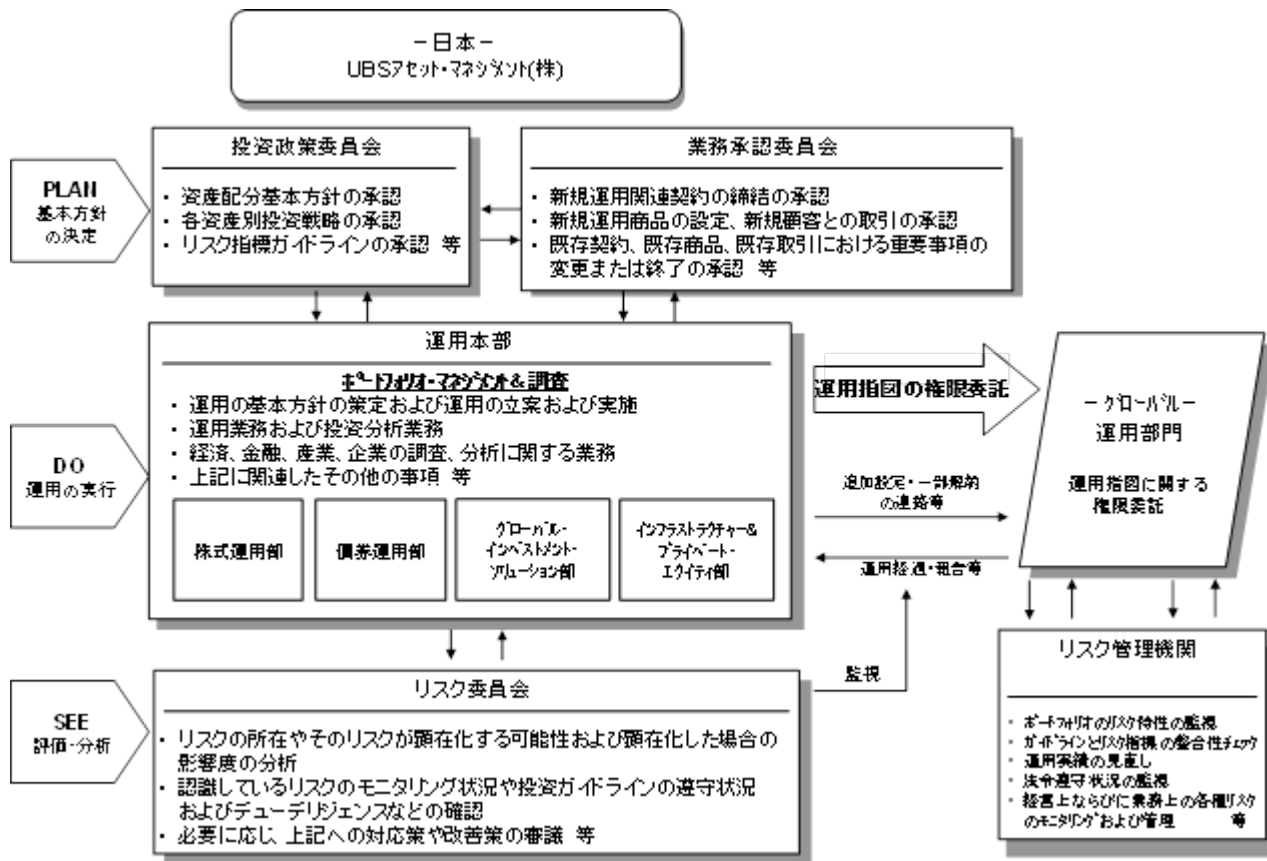 －日本－
UBSアセット・マネジメント(株)
PLAN
基本方針
の決定
投資政策委員会
・ 資産配分基本方針の承認
・ 各資産別投資戦略の承認
・ リスク指標ガイドラインの承認 等
業務承認委員会
・ 新規運用関連契約の締結の承認
・ 新規運用商品の設定、新規顧客との取引の承認
・ 既存契約、既存商品、既存取引における重要事項の
変更または終了の承認 等
DO
運用の実行
運用本部
ポートフォリオ・マネジメント&調査
・ 運用の基本方針の策定および運用の立案および実施
・ 運用業務および投資分析業務
・ 経済、金融、産業、企業の調査、分析に関する業務
・ 上記に関連したその他の事項 等
株式運用部
債券運用部
グローバル・
インベストメント・
ソリューション部
インフラストラクチャー&
プライベート・
エクイティ部
運用指図の権限委託
追加設定・一部解約
の連絡等
運用経過・報告等
監視
－グローバル－
運用部門
運用指図に関する
権限委託
SEE
評価・分析
リスク委員会
・ リスクの所在やそのリスクが顕在化する可能性および顕在化した場合の
影響度の分析
・ 認識しているリスクのモニタリング状況や投資ガイドラインの遵守状況
およびデューデリジェンスなどの確認
・ 必要に応じ、上記への対応策や改善策の審議 等
リスク管理機関
・ ポートフォリオのリスク特性の監視
・ ガイドラインとリスク指標の整合性チェック
・ 運用実績の見直し
・ 法令遵守状況の監視
・ 経営上ならびに業務上の各種リスク
のモニタリングおよび管理 等